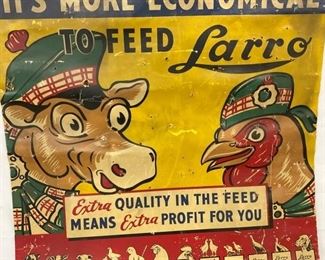 IT'S MORE ECONOMICAL
TO FEED Larro
Extra QUALITY IN THE FEED
MEANS Extra PROFIT FOR YOU